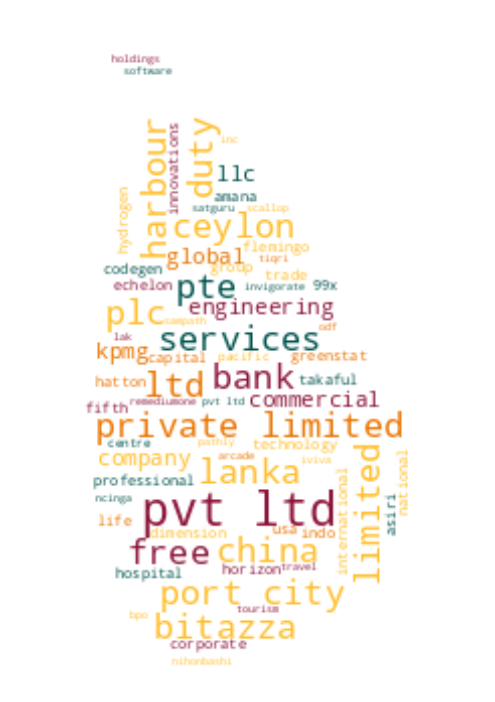 holdings
software
harbour
innovations
duty
inc
llc
hydrogen
amana
satguru
scallop
ceylon
flemingo
global
tiqri
codegen
group
trade
echelon
pte
invigorate
99x
engineering
plc
sampath
odf
lak
services
kpmg
capital
pacific
greenstat
hatton
ltd
bank
takaful
fifth
remediumone
pvt ltd
commercial
private limited
centre
pathly
technology
company
arcade
iviva
lanka
professional
international
limited
national
asiri
ncinga
pvt ltd
life
dimension
usa
indo
free
china
hospital
horizon
travel
port city
bpo
tourism
bitazza
corporate
nihonbashi